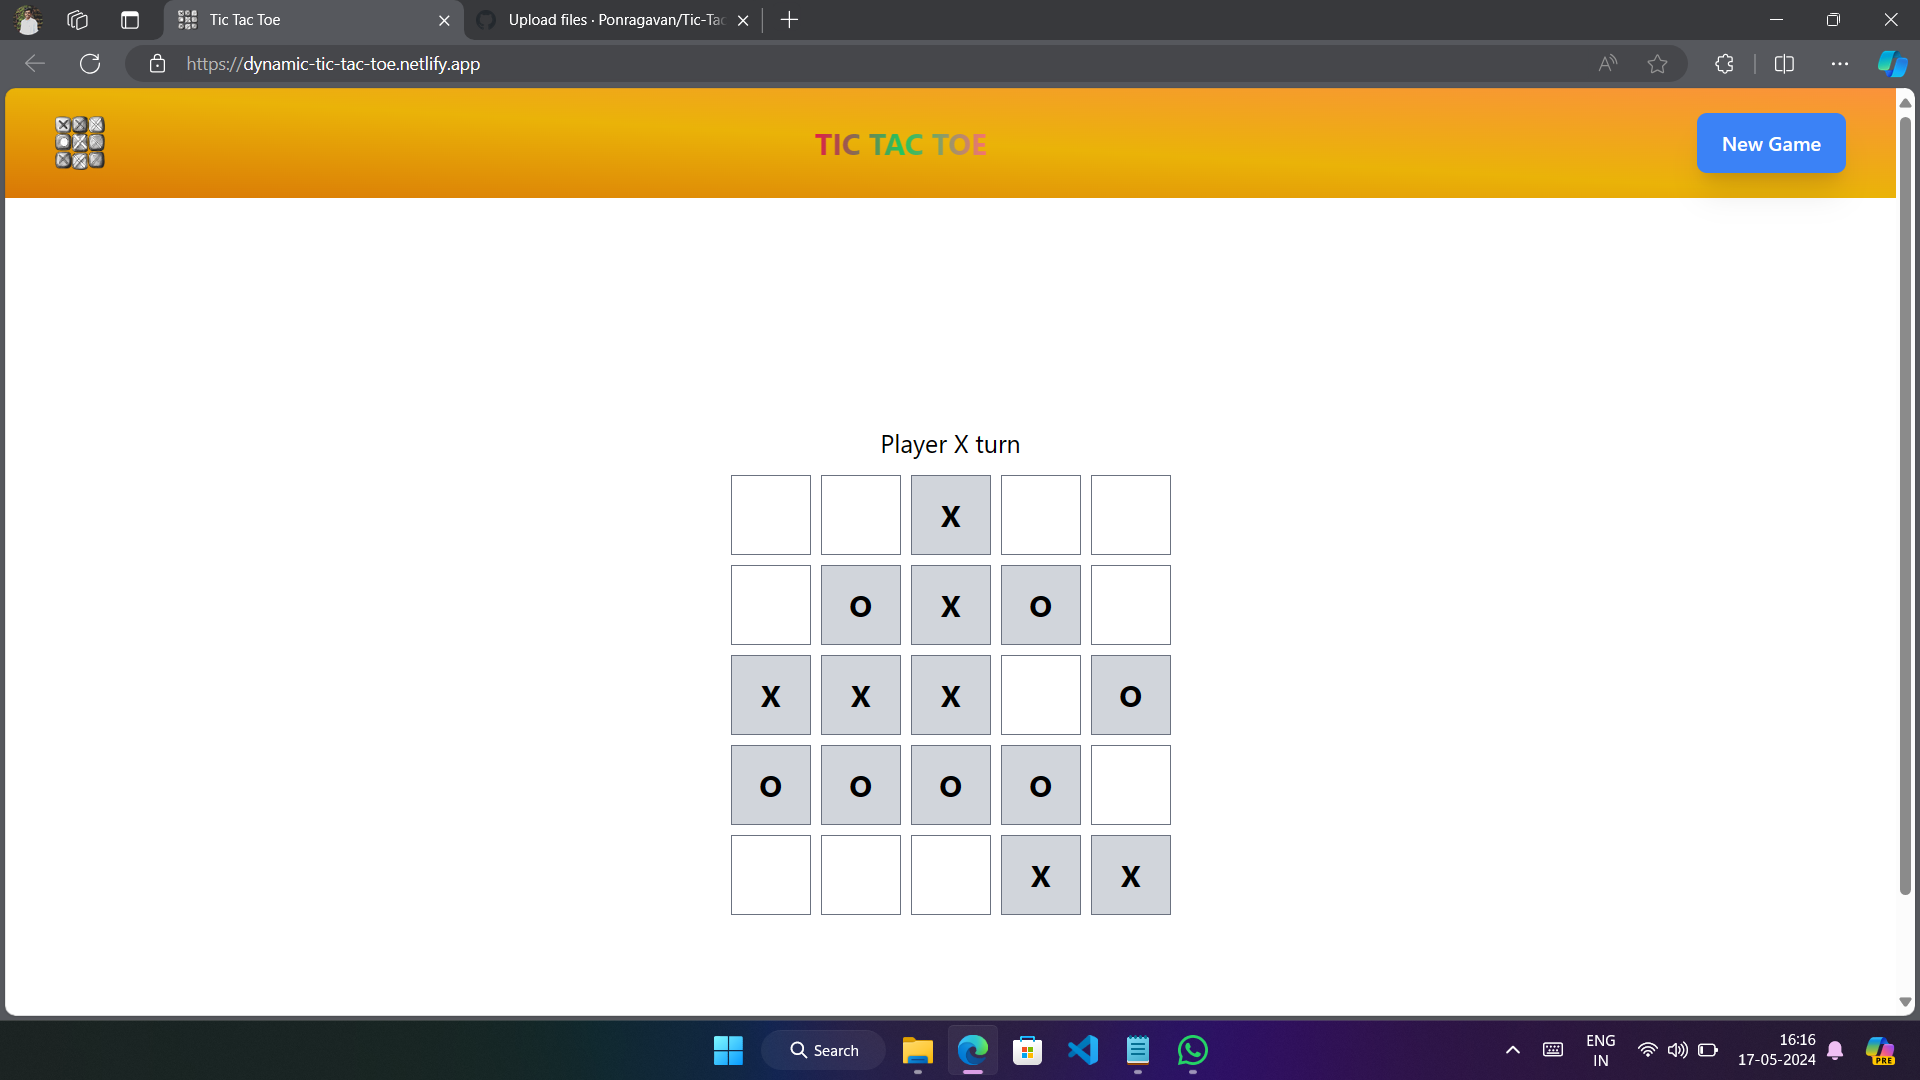 Tic Tac Toe
Upload files · Ponragavan/Tic-Tac
https://dynamic-tic-tac-toe.netlify.app
TIC TAC TOE
New Game
Player X turn
X
O X O
X X X O
O O O O
X X
Search
ENG
IN
16:16
17-05-2024
PRE